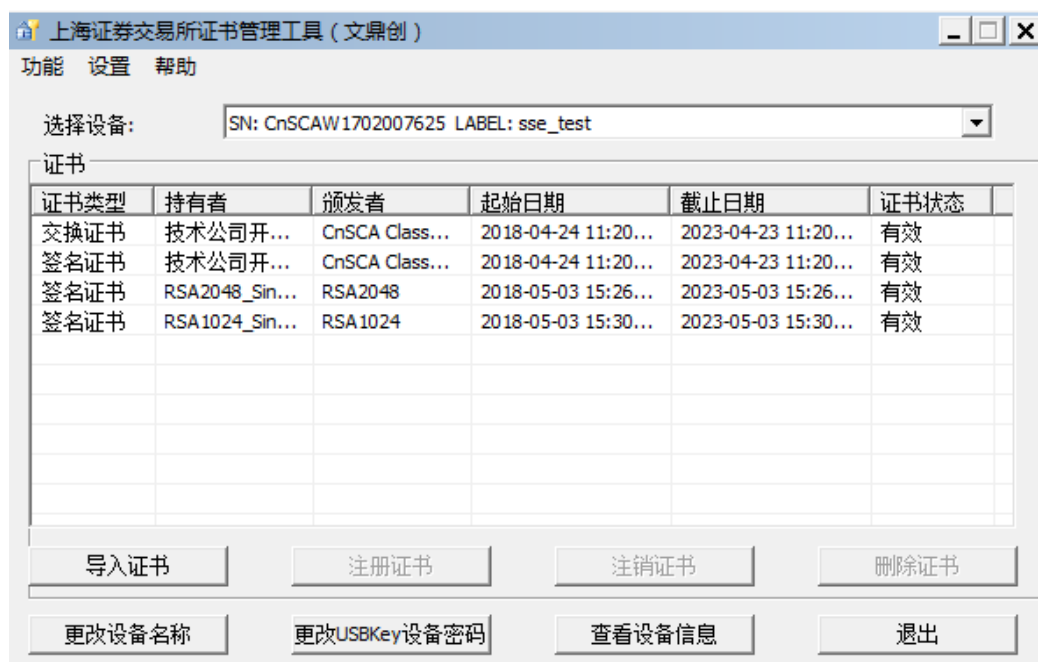 上海证券交易所证书管理工具（文鼎创）
功能 设置 帮助
选择设备: SN: CnSCAW1702007625 LABEL: sse_test
证书
证书类型 持有者 颁发者 起始日期 截止日期 证书状态
交换证书 技术公司开... CnSCA Class... 2018-04-24 11:20... 2023-04-23 11:20... 有效
签名证书 技术公司开... CnSCA Class... 2018-04-24 11:20... 2023-04-23 11:20... 有效
签名证书 RSA2048_Sin... RSA2048 2018-05-03 15:26... 2023-05-03 15:26... 有效
签名证书 RSA1024_Sin... RSA1024 2018-05-03 15:30... 2023-05-03 15:30... 有效
导入证书 注册证书 注销证书 删除证书
更改设备名称 更改USBKey设备密码 查看设备信息 退出